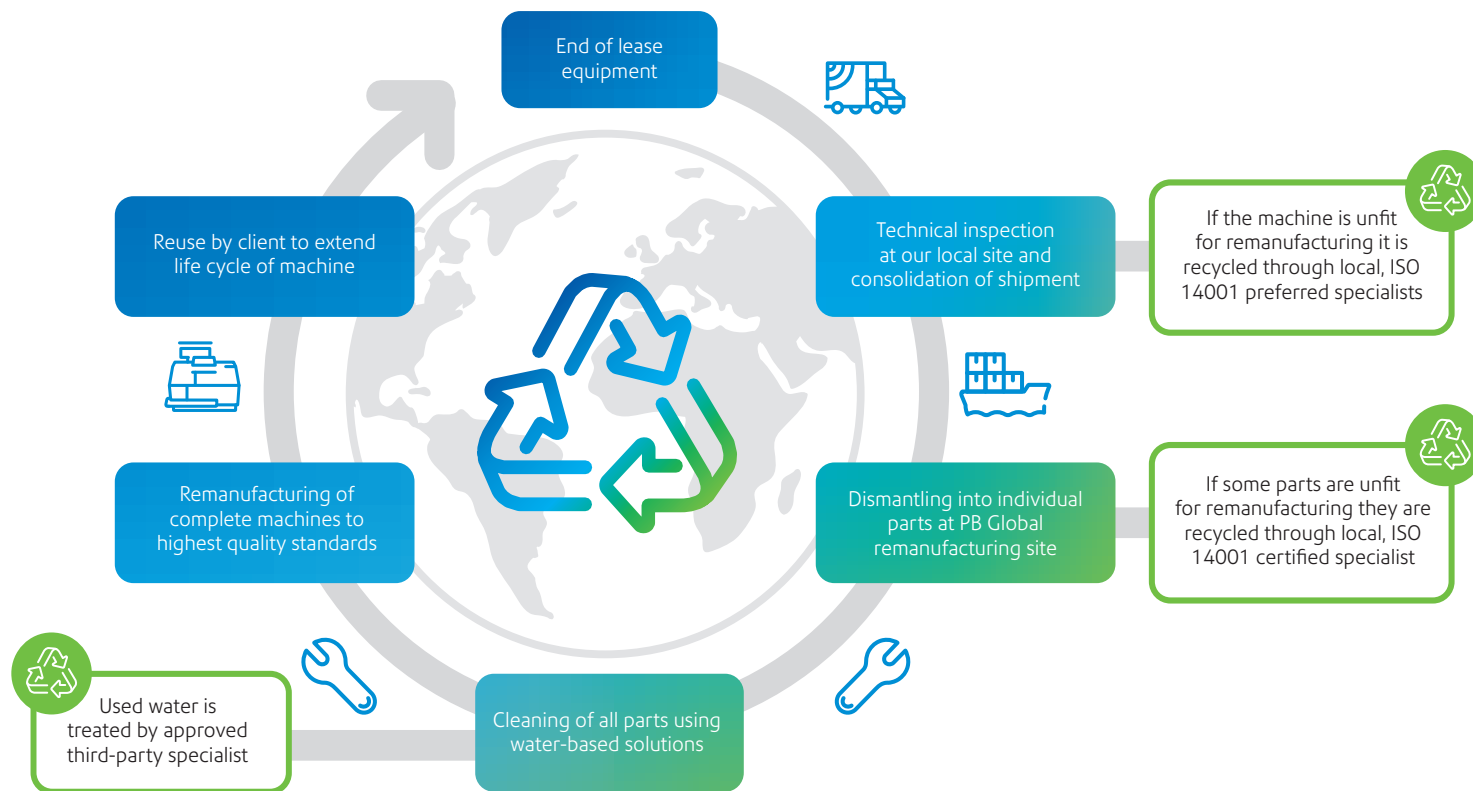 End of lease
equipment
Technical inspection
at our local site and
consolidation of shipment
If the machine is unfit
for remanufacturing it is
recycled through local, ISO
14001 preferred specialists
Dismantling into individual
parts at PB Global
remanufacturing site
If some parts are unfit
for remanufacturing they are
recycled through local, ISO
14001 certified specialist
Cleaning of all parts using
water-based solutions
Used water is
treated by approved
third-party specialist
Remanufacturing of
complete machines to
highest quality standards
Reuse by client to extend
life cycle of machine